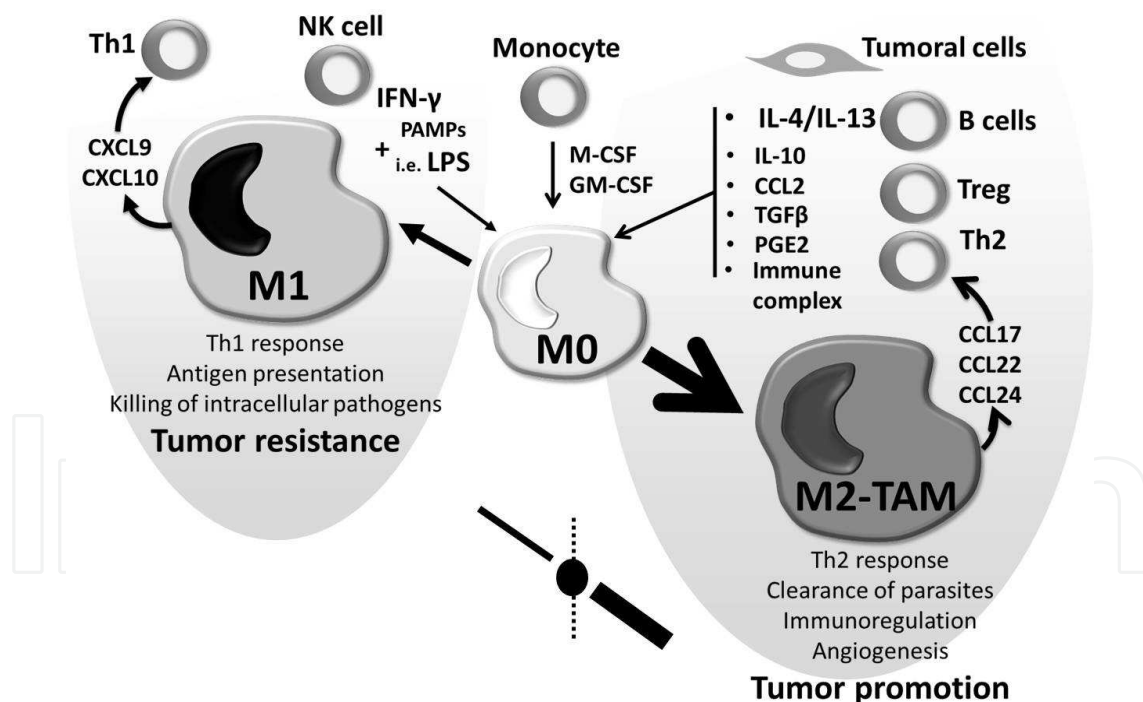 Th1
NK cell
Monocyte
Tumoral cells
IFN-γ
PAMPs
+ i.e. LPS
CXCL9
CXCL10
M-CSF
GM-CSF
• IL-4/IL-13
• IL-10
• CCL2
• TGFβ
• PGE2
• Immune
complex
B cells
Treg
Th2
M1
M0
Th1 response
Antigen presentation
Killing of intracellular pathogens
Tumor resistance
CCL17
CCL22
CCL24
M2-TAM
Th2 response
Clearance of parasites
Immunoregulation
Angiogenesis
Tumor promotion